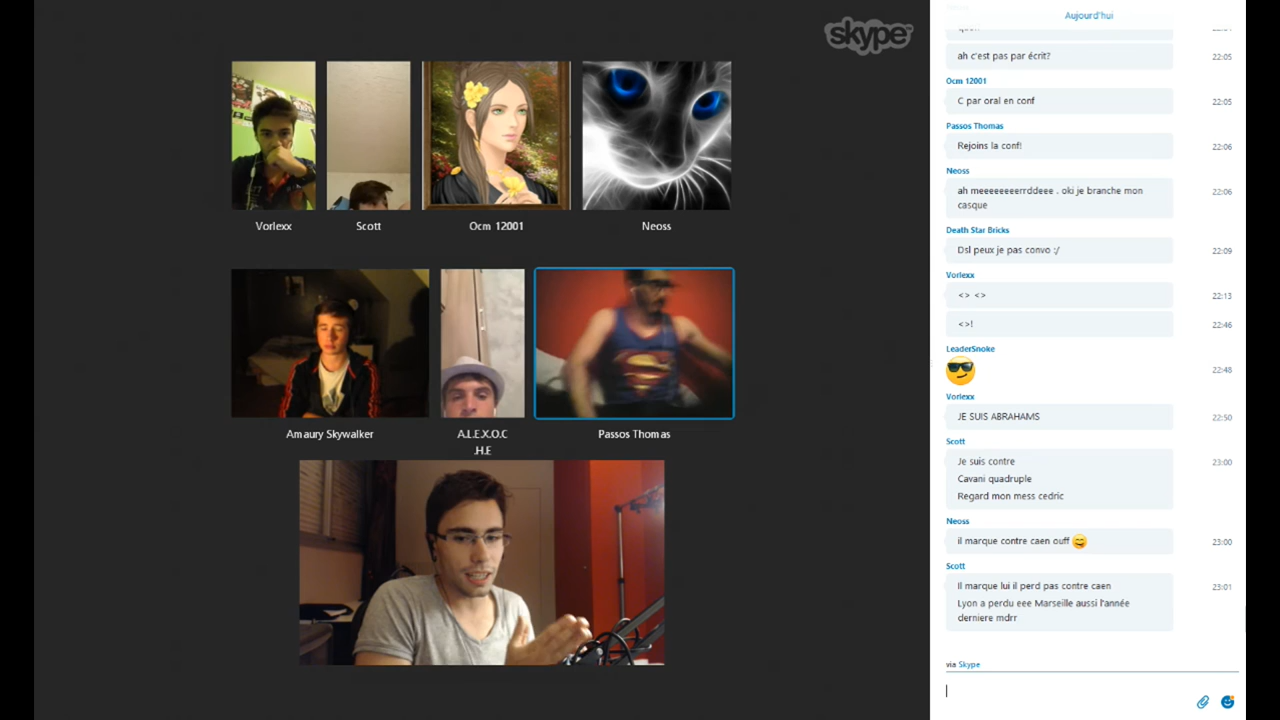 skype
Vorlexx
Scott
Ocm 12001
Neoss
Amaury Skywalker
A.L.E.X.O.C
.H.E
Passos Thomas
Aujourd'hui
ah c'est pas par écrit?
22:05
Ocm 12001
C par oral en conf
22:05
Passos Thomas
Rejoins la conf!
22:06
Neoss
ah meeeeeeeerrddeee . oki je branche mon
22:06
casque
Death Star Bricks
Dsl peux je pas convo :/
22:09
Vorlexx
<> <>
22:13
<>!
22:46
LeaderSnoke
22:48
Vorlexx
JE SUIS ABRAHAMS
22:50
Scott
Je suis contre
23:00
Cavani quadruple
Regard mon mess cedric
Neoss
il marque contre caen ouff
23:00
Scott
Il marque lui il perd pas contre caen
23:01
Lyon a perdu eee Marseille aussi l'année
derniere mdrr
via Skype